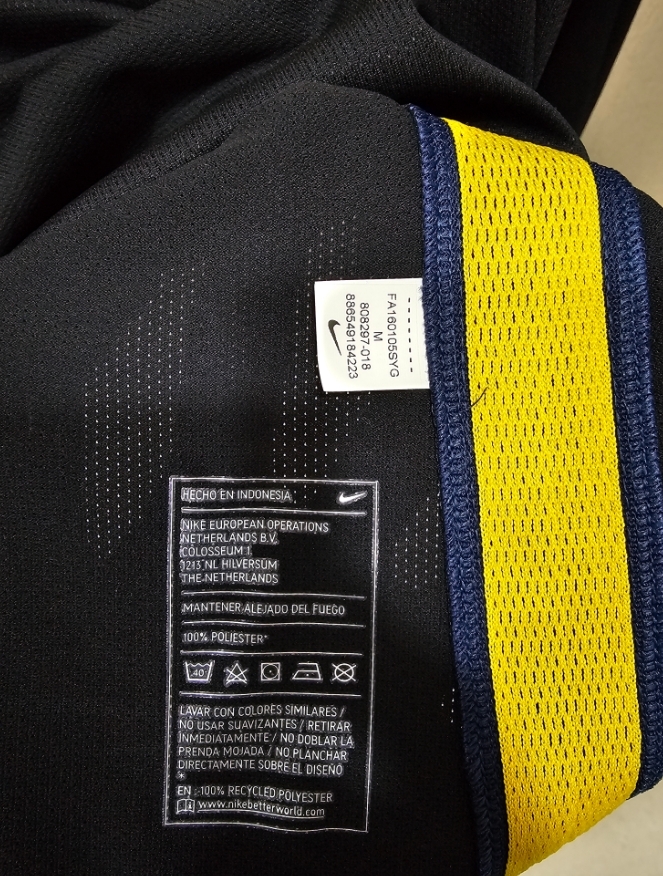 FA160105SYG
M
808297-018
886549184223
HECHO EN INDONESIA
NIKE EUROPEAN OPERATIONS
NETHERLANDS B.V.
COLOSSEUM 1,
1213 NL HILVERSUM
THE NETHERLANDS
MANTENER ALEJADO DEL FUEGO
100% POLIESTER*
40
LAVAR CON COLORES SIMILARES /
NO USAR SUAVIZANTES / RETIRAR
INMEDIATAMENTE / NO DOBLAR LA
PRENDA MOJADA / NO PLANCHAR
DIRECTAMENTE SOBRE EL DISEÑO
*
EN : 100% RECYCLED POLYESTER
www.nikebetterworld.com